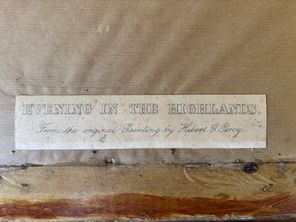 EVENING IN THE HIGHLANDS.
From the original Painting by Hubert G. Percy